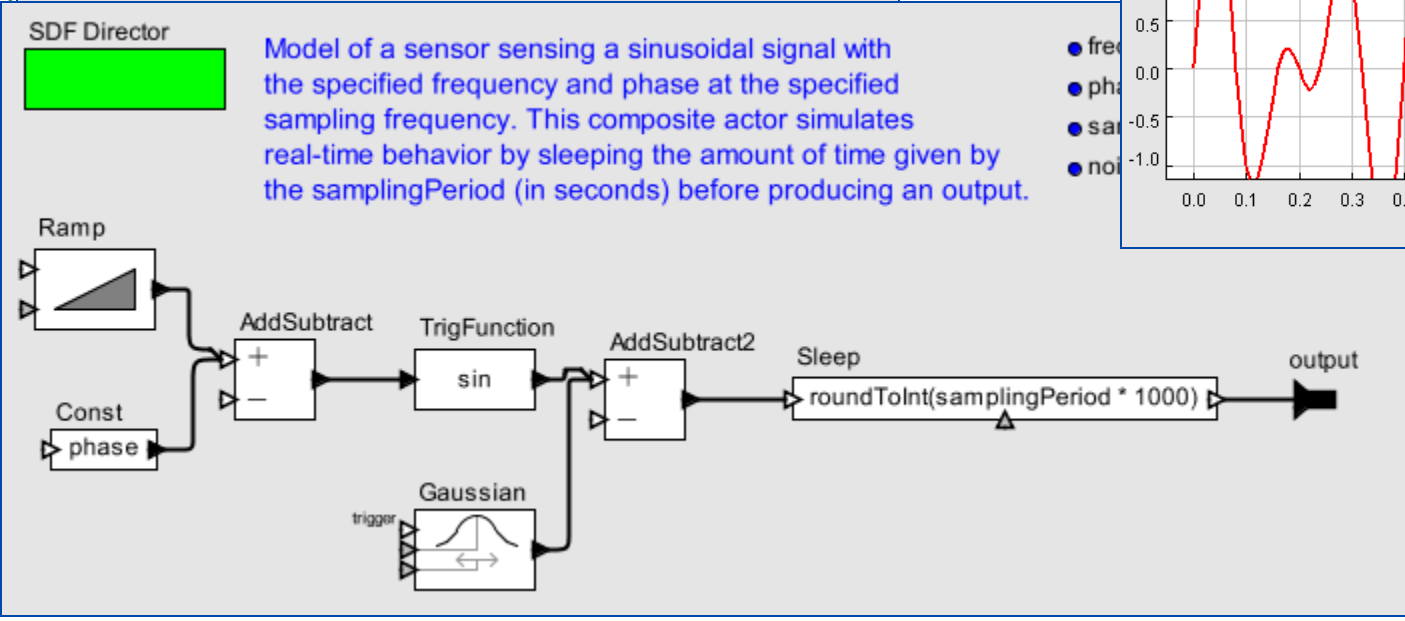 SDF Director
Model of a sensor sensing a sinusoidal signal with
the specified frequency and phase at the specified
sampling frequency. This composite actor simulates
real-time behavior by sleeping the amount of time given by
the samplingPeriod (in seconds) before producing an output.
0.5
0.0
-0.5
-1.0
0.0 0.1 0.2 0.3
Ramp
AddSubtract
+
−
TrigFunction
sin
AddSubtract2
+
−
Sleep
roundToInt(samplingPeriod * 1000)
output
Const
phase
Gaussian
trigger